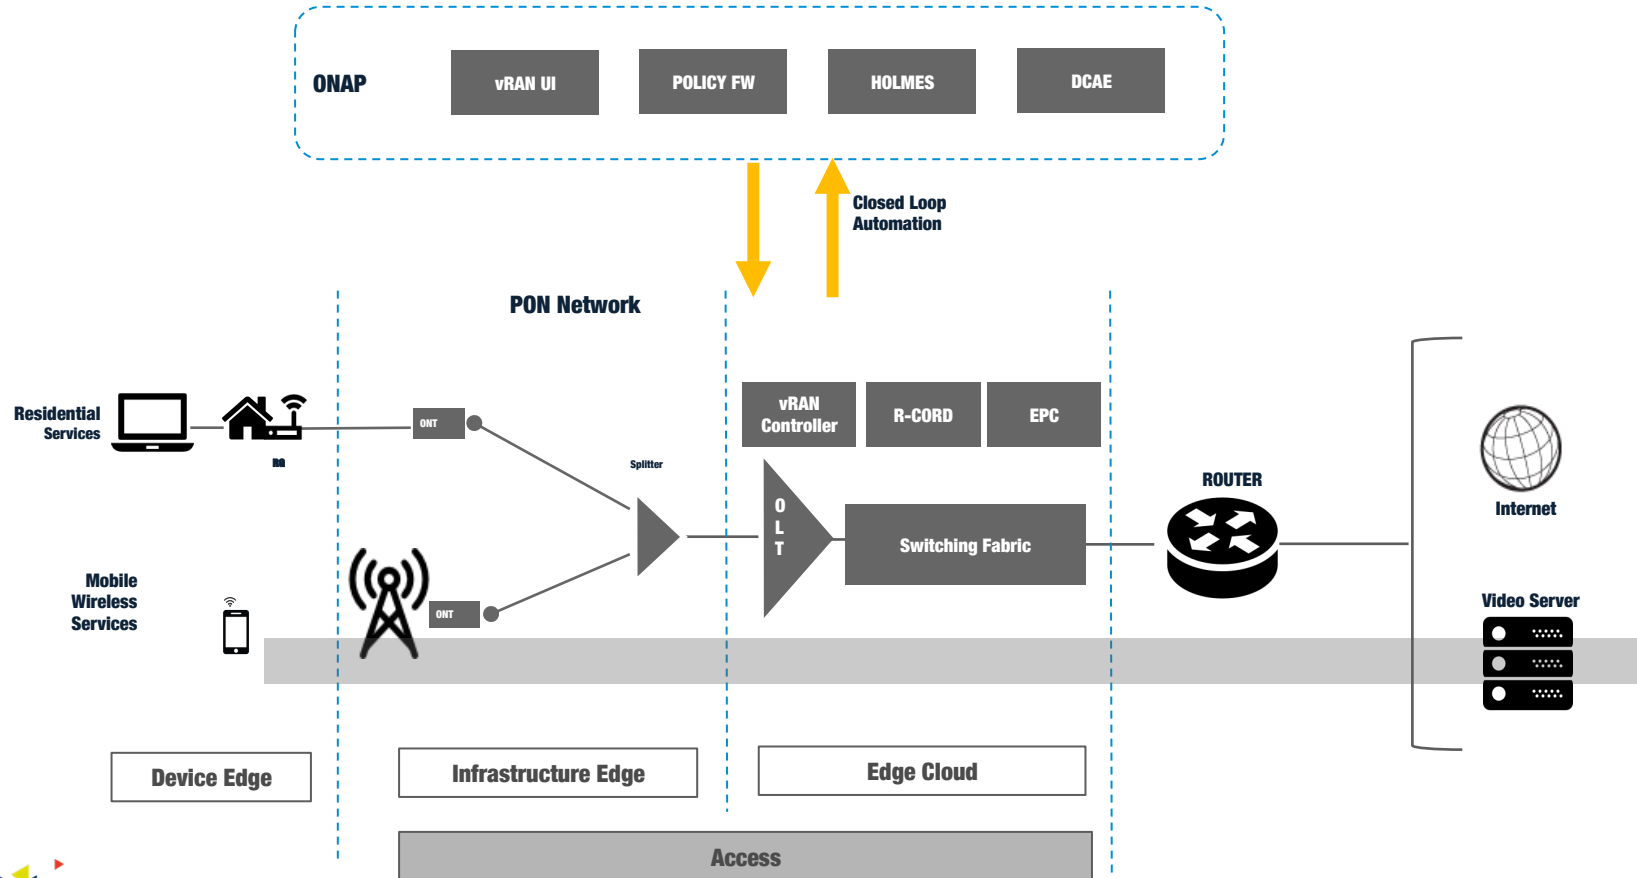 ONAP
vRAN UI
POLICY FW
HOLMES
DCAE
Closed Loop
Automation
PON Network
Residential
Services
RG
ONT
Splitter
vRAN
Controller
R-CORD
EPC
O
L
T
Switching Fabric
ROUTER
Internet
Mobile
Wireless
Services
ONT
Video Server
Device Edge
Infrastructure Edge
Edge Cloud
Access